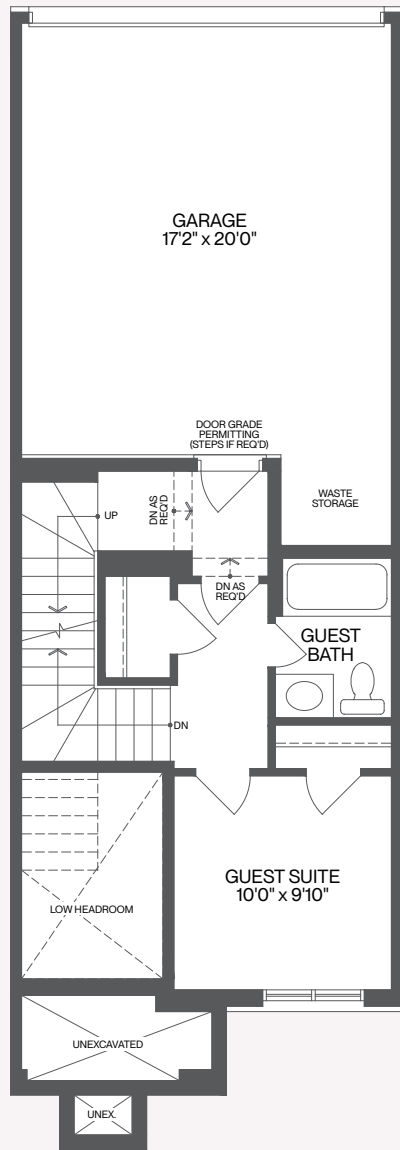 GARAGE
17'2" x 20'0"
DOOR GRADE
PERMITTING
(STEPS IF REQ'D)
WASTE
STORAGE
UP
DN AS
REQ'D
DN AS
REQ'D
GUEST
BATH
DN
GUEST SUITE
10'0" x 9'10"
LOW HEADROOM
UNEXCAVATED
UNEX.